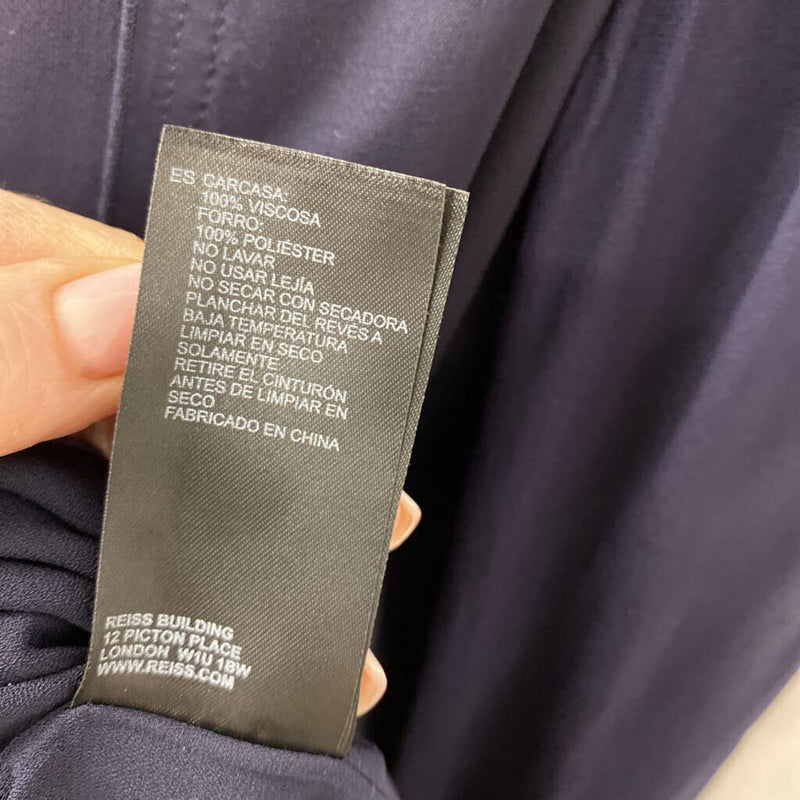 ES CARCASA:
100% VISCOSA
FORRO:
100% POLIÉSTER
NO LAVAR
NO USAR LEJÍA
NO SECAR CON SECADORA
PLANCHAR DEL REVES A
BAJA TEMPERATURA
LIMPIAR EN SECO
SOLAMENTE
RETIRE EL CINTURÓN
ANTES DE LIMPIAR EN
SECO
FABRICADO EN CHINA
REISS BUILDING
12 PICTON PLACE
LONDON W1U 1BW
WWW.REISS.COM